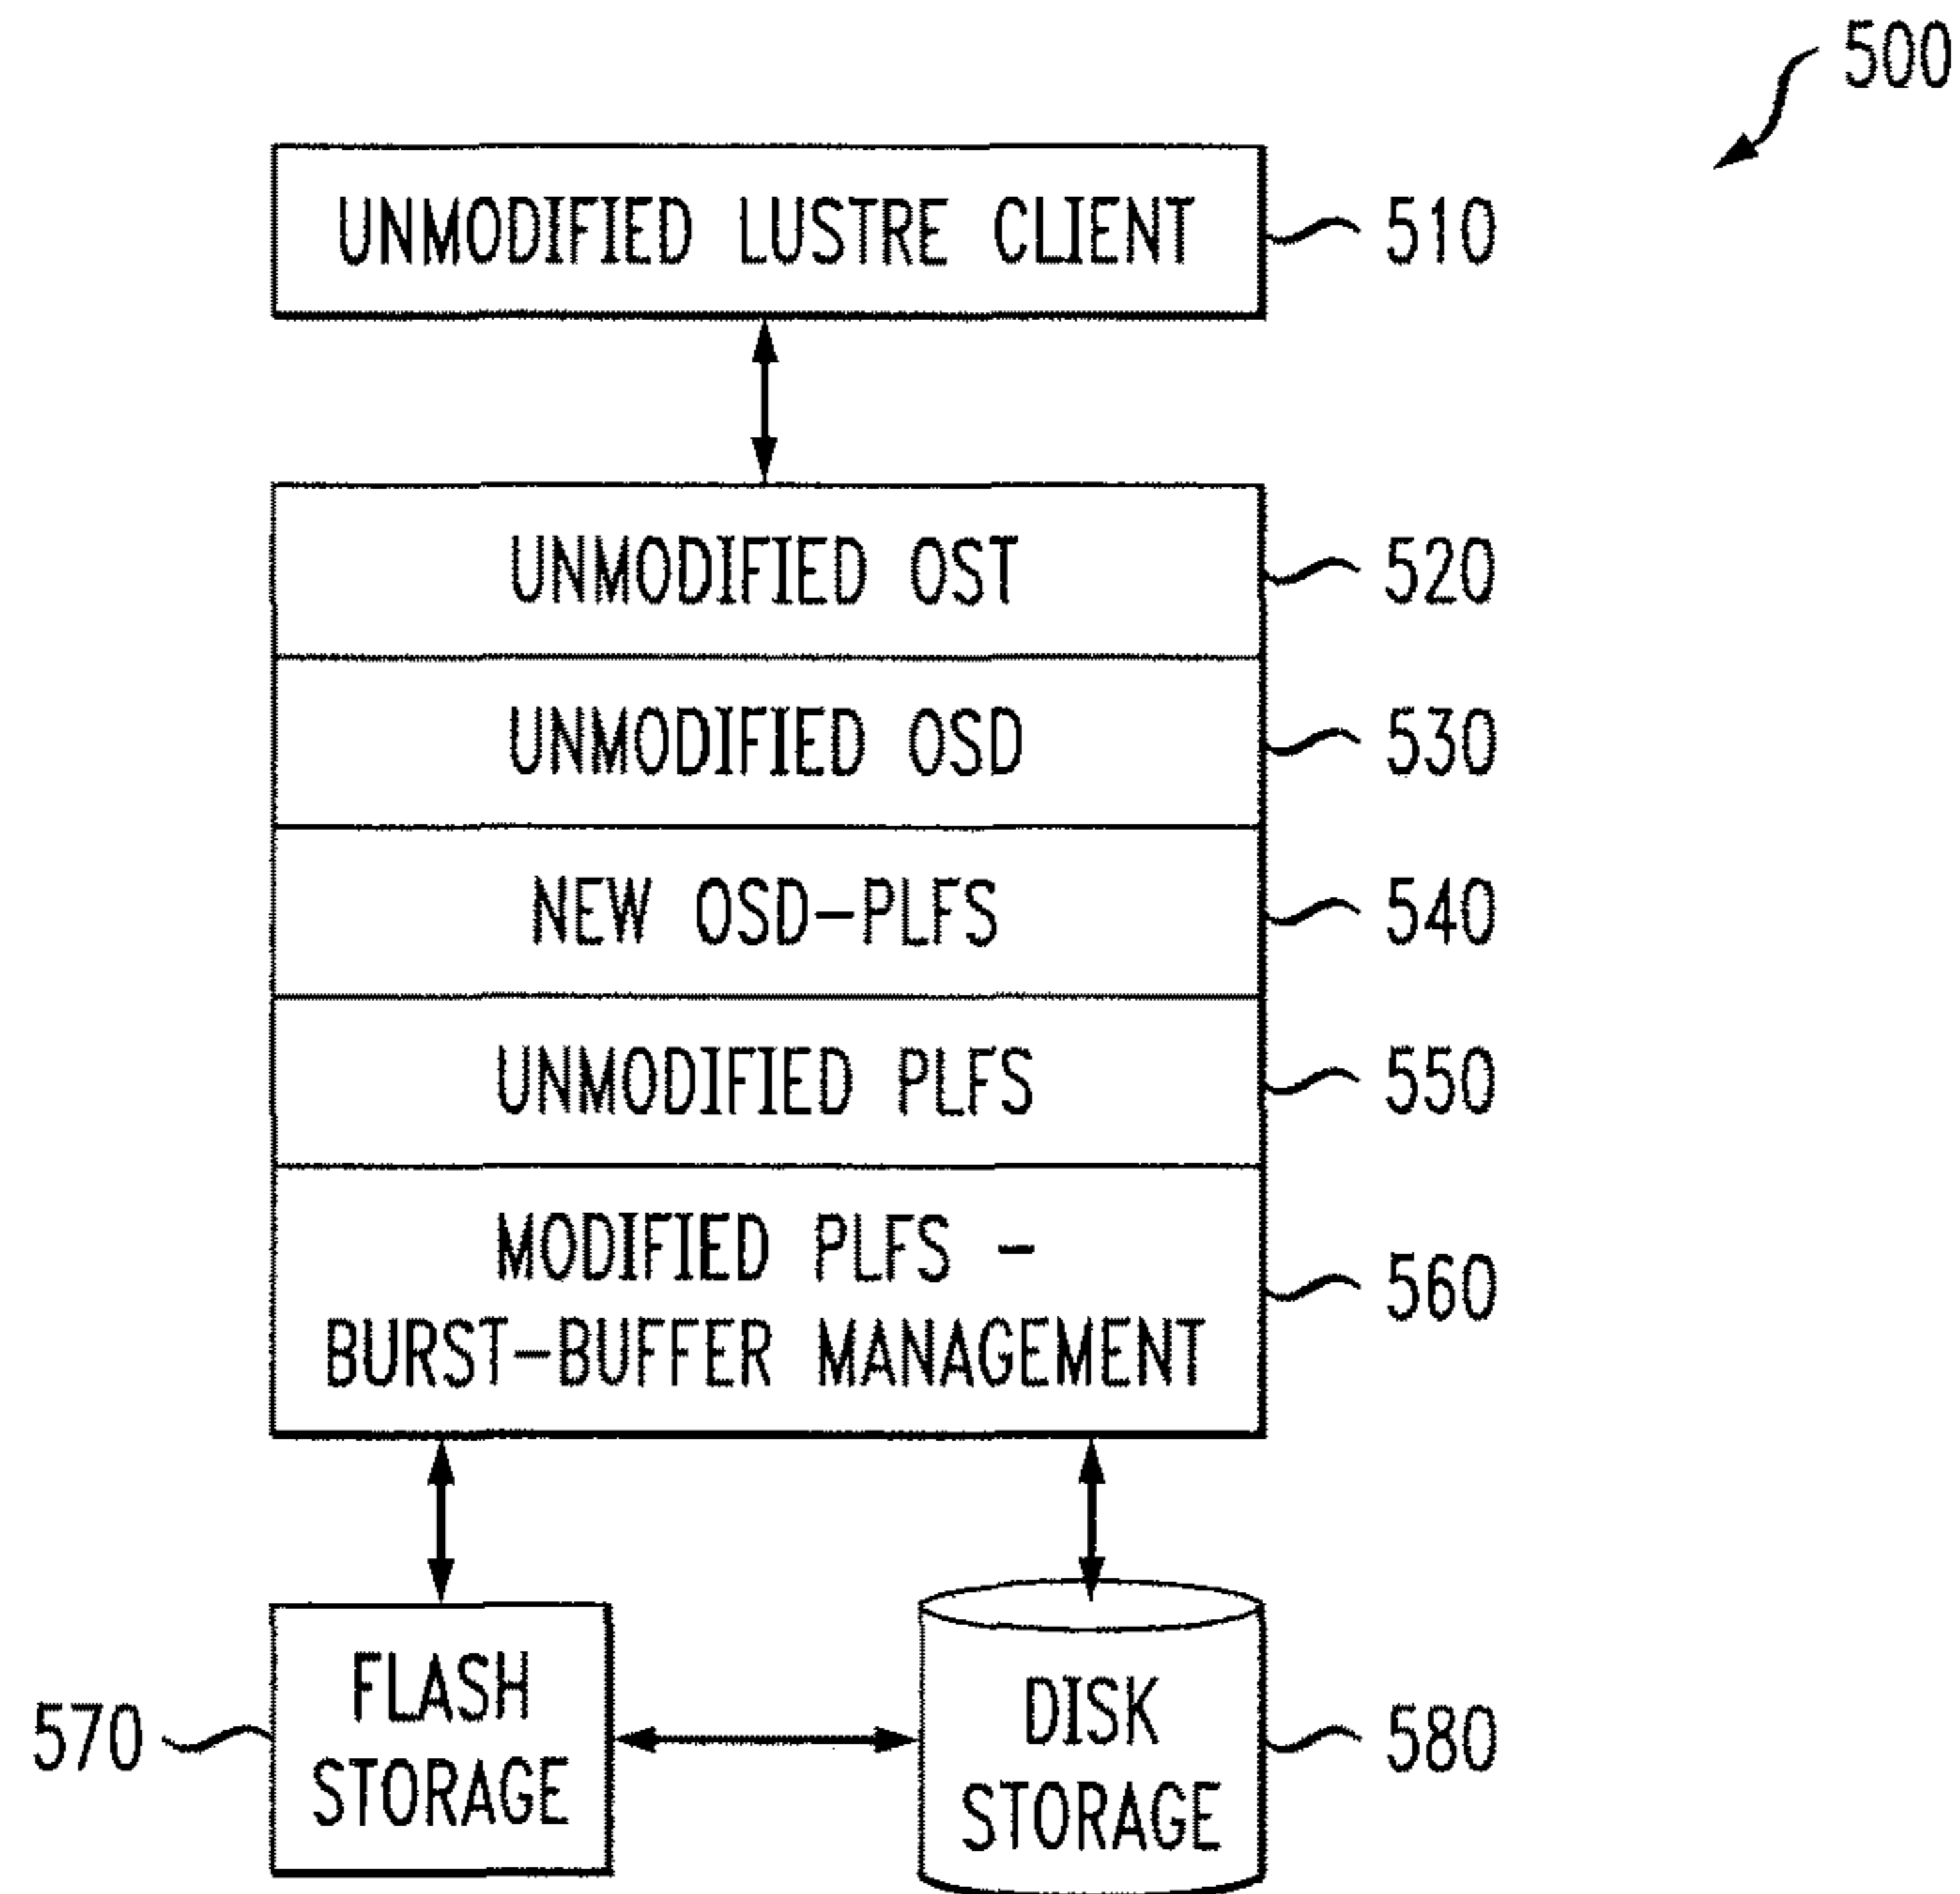 500
UNMODIFIED LUSTRE CLIENT
510
UNMODIFIED OST
520
UNMODIFIED OSD
530
NEW OSD-PLFS
540
UNMODIFIED PLFS
550
MODIFIED PLFS -
BURST-BUFFER MANAGEMENT
560
570
FLASH
STORAGE
DISK
STORAGE
580